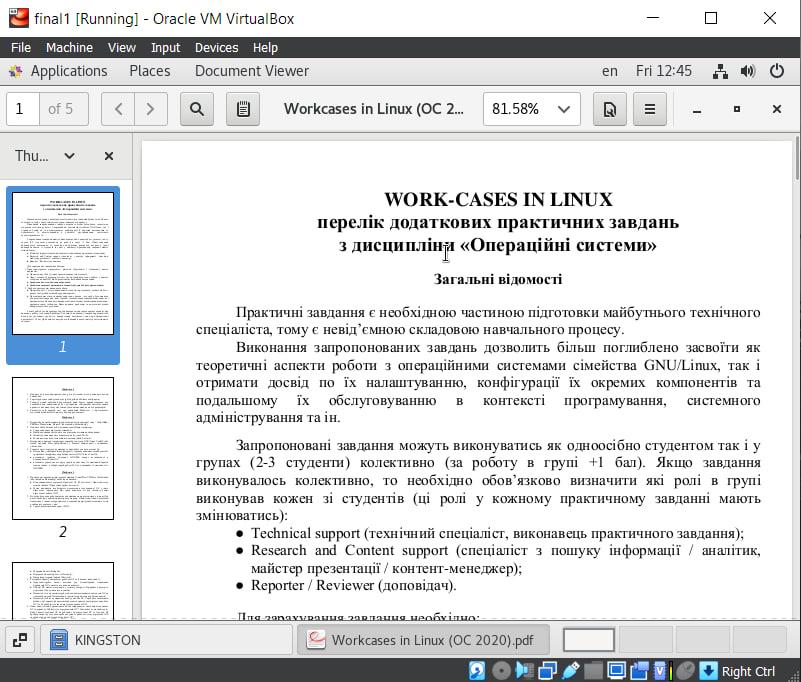 final1 [Running] - Oracle VM VirtualBox
File Machine View Input Devices Help
Applications Places Document Viewer en Fri 12:45
1 of 5 Workcases in Linux (OC 2... 81.58%
Thu...
WORK-CASES IN LINUX
перелік додаткових практичних завдань
з дисципліни «Операційні системи»
Загальні відомості
Практичні завдання є необхідною частиною підготовки майбутнього технічного
спеціаліста, тому є невід’ємною складовою навчального процесу.
Виконання запропонованих завдань дозволить більш поглиблено засвоїти як
теоретичні аспекти роботи з операційними системами сімейства GNU/Linux, так і
отримати досвід по їх налаштуванню, конфігурації їх окремих компонентів та
подальшому їх обслуговуванню в контексті програмування, системного
адміністрування та ін.
Запропоновані завдання можуть виконуватись як одноосібно студентом так і у
групах (2-3 студенти) колективно (за роботу в групі +1 бал). Якщо завдання
виконувалось колективно, то необхідно обов’язково визначити які ролі в групі
виконував кожен зі студентів (ці ролі у кожному практичному завданні мають
змінюватись):
● Technical support (технічний спеціаліст, виконавець практичного завдання);
● Research and Content support (спеціаліст з пошуку інформації / аналітик,
майстер презентації / контент-менеджер);
● Reporter / Reviewer (доповідач).
Для зарахування завдання необхідно:
1
2
KINGSTON
Workcases in Linux (OC 2020).pdf
Right Ctrl